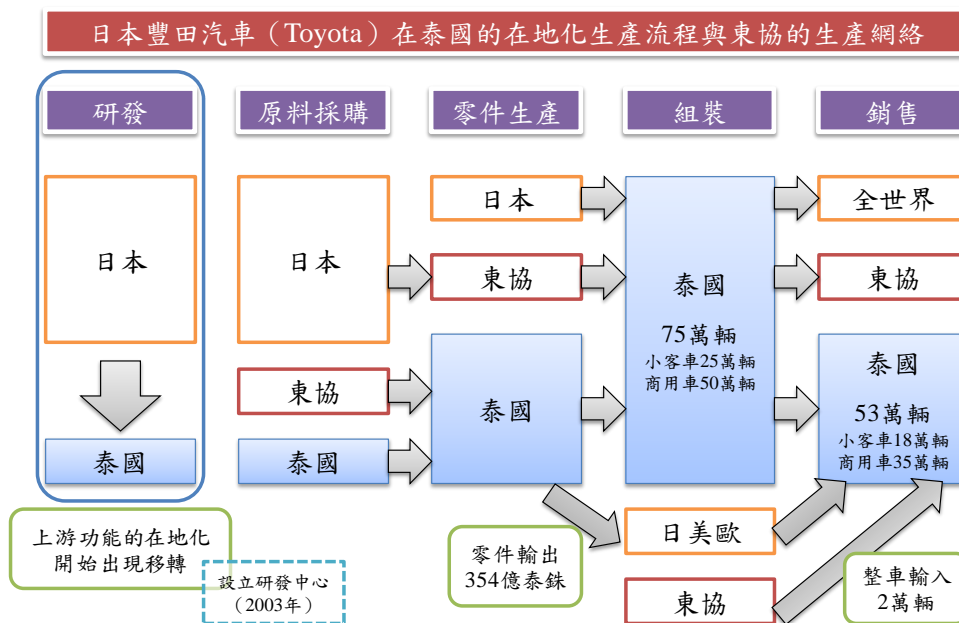 日本豐田汽車（Toyota）在泰國的在地化生產流程與東協的生產網絡
研發
原料採購
零件生產
組裝
銷售
日本
泰國
日本
東協
泰國
日本
東協
泰國
泰國
75萬輛
小客車25萬輛
商用車50萬輛
全世界
東協
泰國
53萬輛
小客車18萬輛
商用車35萬輛
上游功能的在地化
開始出現移轉
設立研發中心
（2003年）
零件輸出
354億泰銖
日美歐
東協
整車輸入
2萬輛